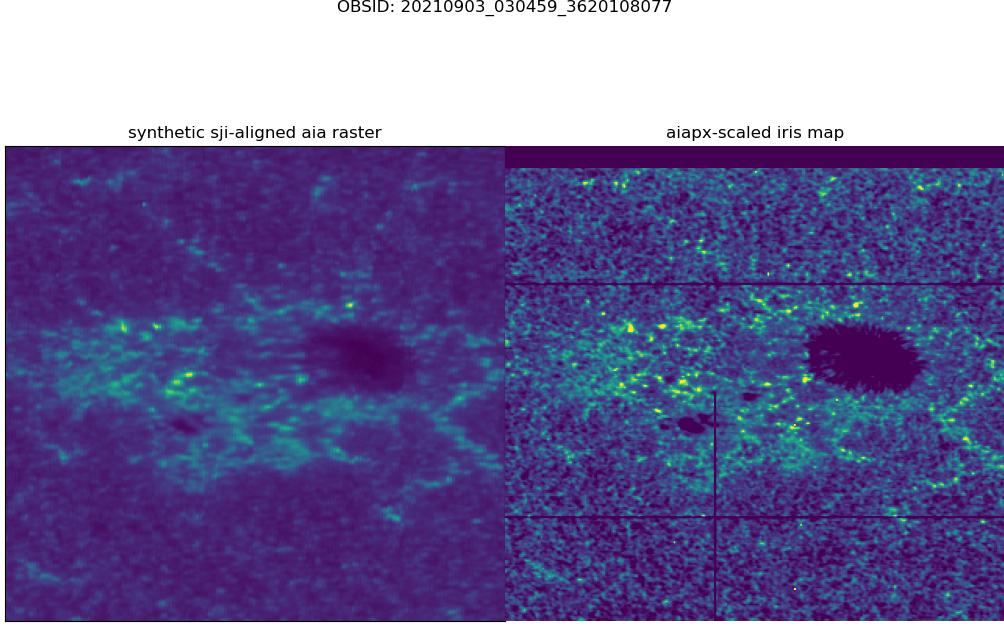 OBSID: 20210903_030459_3620108077
synthetic sji-aligned aia raster
aiapx-scaled iris map